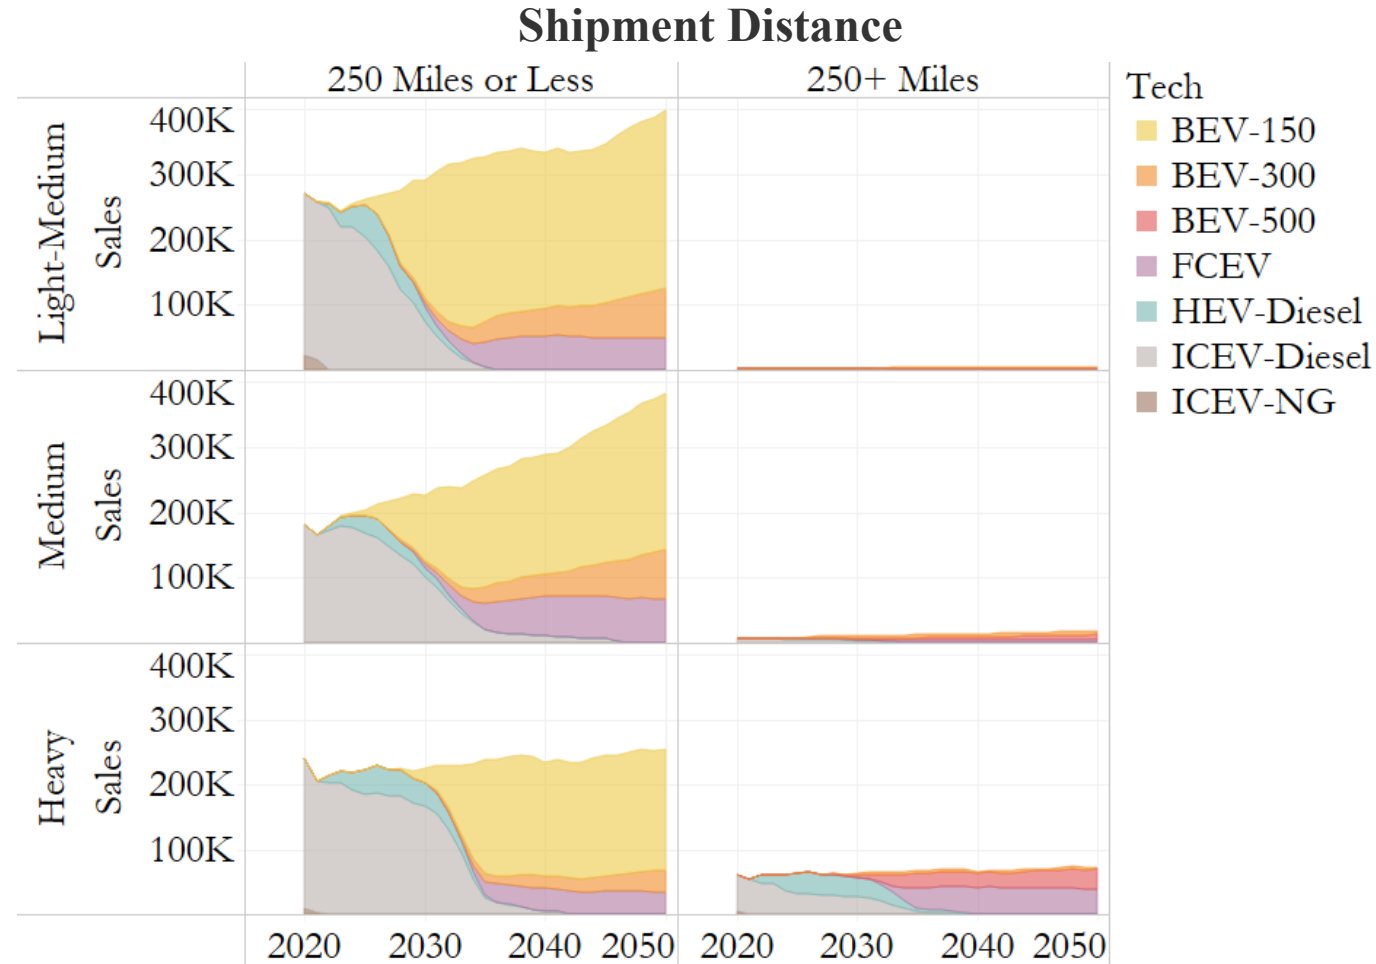 Shipment Distance
250 Miles or Less
250+ Miles
Tech
BEV-150
BEV-300
BEV-500
FCEV
HEV-Diesel
ICEV-Diesel
ICEV-NG
Light-Medium
Sales
400K
300K
200K
100K
Medium
Sales
400K
300K
200K
100K
Heavy
Sales
400K
300K
200K
100K
2020 2030 2040 2050 2020 2030 2040 2050